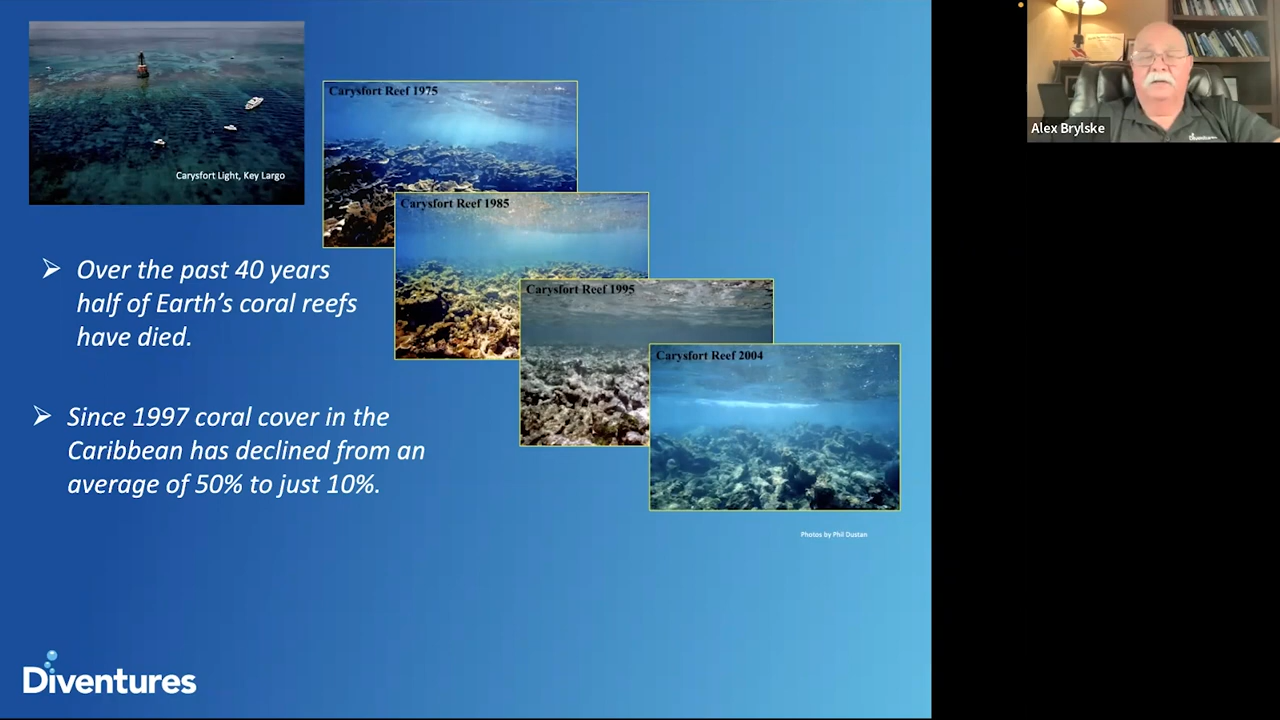 Carysfort Light, Key Largo
Carysfort Reef 1975
Carysfort Reef 1985
Carysfort Reef 1995
Carysfort Reef 2004
Photos by Phil Dustan
Over the past 40 years
half of Earth's coral reefs
have died.
Since 1997 coral cover in the
Caribbean has declined from an
average of 50% to just 10%.
Diventures
Alex Brylske